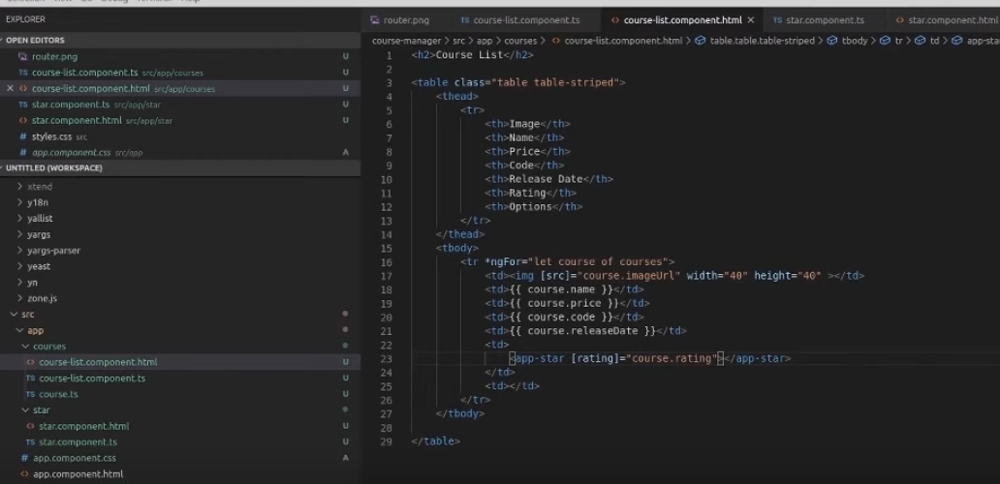 EXPLORER
OPEN EDITORS
router.png U
TS course-list.component.ts src/app/courses U
× <> course-list.component.html src/app/courses U
TS star.component.ts src/app/star U
<> star.component.html src/app/star U
# styles.css src
# app.component.css src/app A
UNTITLED (WORKSPACE)
> xtend
> y18n
> yallist
> yargs
> yargs-parser
> yeast
> yn
> zone.js
src
app
courses
<> course-list.component.html U
TS course-list.component.ts U
TS course.ts U
star
<> star.component.html U
TS star.component.ts U
# app.component.css A
<> app.component.html
router.png TS course-list.component.ts <> course-list.component.html × TS star.component.ts <> star.component.html
course-manager > src > app > courses > <> course-list.component.html > table.table.table-striped > tbody > tr > td > app-sta
1 <h2>Course List</h2>
2
3 <table class="table table-striped">
4 <thead>
5 <tr>
6 <th>Image</th>
7 <th>Name</th>
8 <th>Price</th>
9 <th>Code</th>
10 <th>Release Date</th>
11 <th>Rating</th>
12 <th>Options</th>
13 </tr>
14 </thead>
15 <tbody>
16 <tr *ngFor="let course of courses">
17 <td><img [src]="course.imageUrl" width="40" height="40" ></td>
18 <td>{{ course.name }}</td>
19 <td>{{ course.price }}</td>
20 <td>{{ course.code }}</td>
21 <td>{{ course.releaseDate }}</td>
22 <td>
23 <app-star [rating]="course.rating"></app-star>
24 </td>
25 <td></td>
26 </tr>
27 </tbody>
28
29 </table>